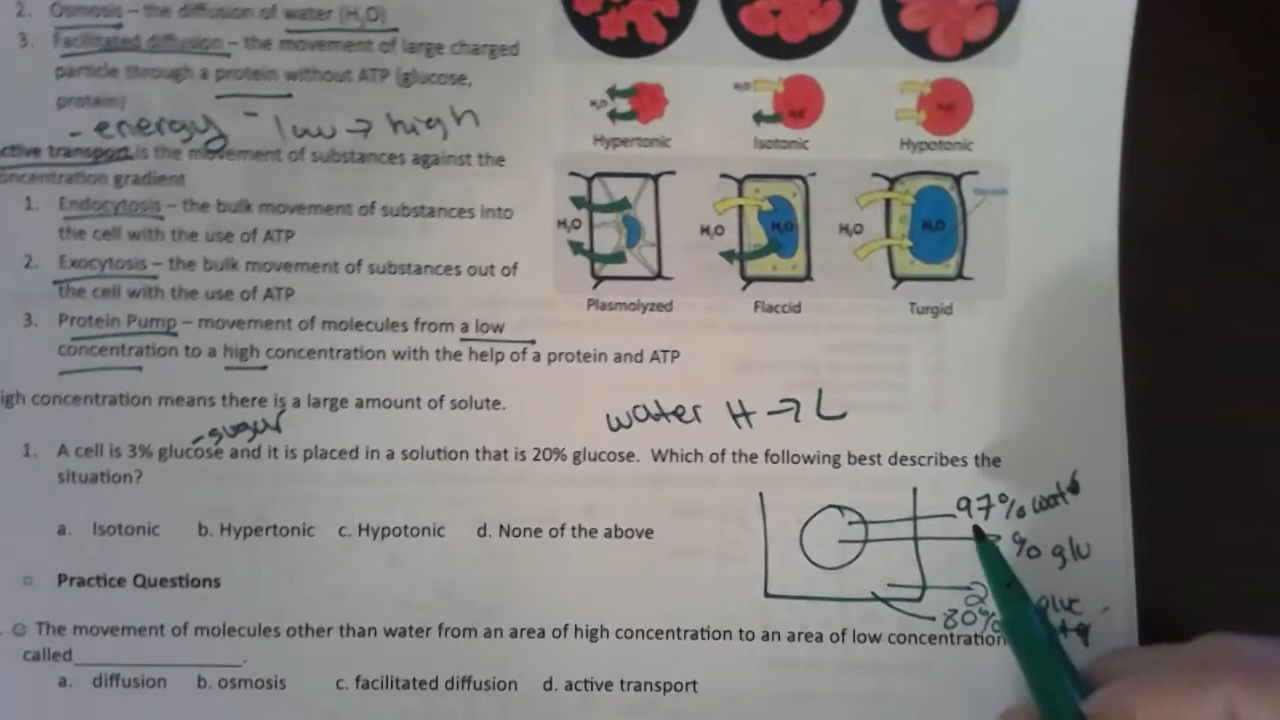 2. Osmosis – the diffusion of water (H₂O)
3. Facilitated diffusion – the movement of large charged
particle through a protein without ATP (glucose,
protein)
- energy - low → high
ctive transport is the movement of substances against the
oncentration gradient
1. Endocytosis – the bulk movement of substances into
the cell with the use of ATP
2. Exocytosis – the bulk movement of substances out of
the cell with the use of ATP
3. Protein Pump – movement of molecules from a low
concentration to a high concentration with the help of a protein and ATP
H₂O H₂O H₂O H₂O
Hypertonic Isotonic Hypotonic
H₂O H₂O H₂O H₂O H₂O
Plasmolyzed Flaccid Turgid
igh concentration means there is a large amount of solute.
water H → L
- sugar
1. A cell is 3% glucose and it is placed in a solution that is 20% glucose. Which of the following best describes the
situation?
97% water
% glu
gluc
80%
a. Isotonic b. Hypertonic c. Hypotonic d. None of the above
Practice Questions
. ☺ The movement of molecules other than water from an area of high concentration to an area of low concentration
called_______________.
a. diffusion b. osmosis c. facilitated diffusion d. active transport